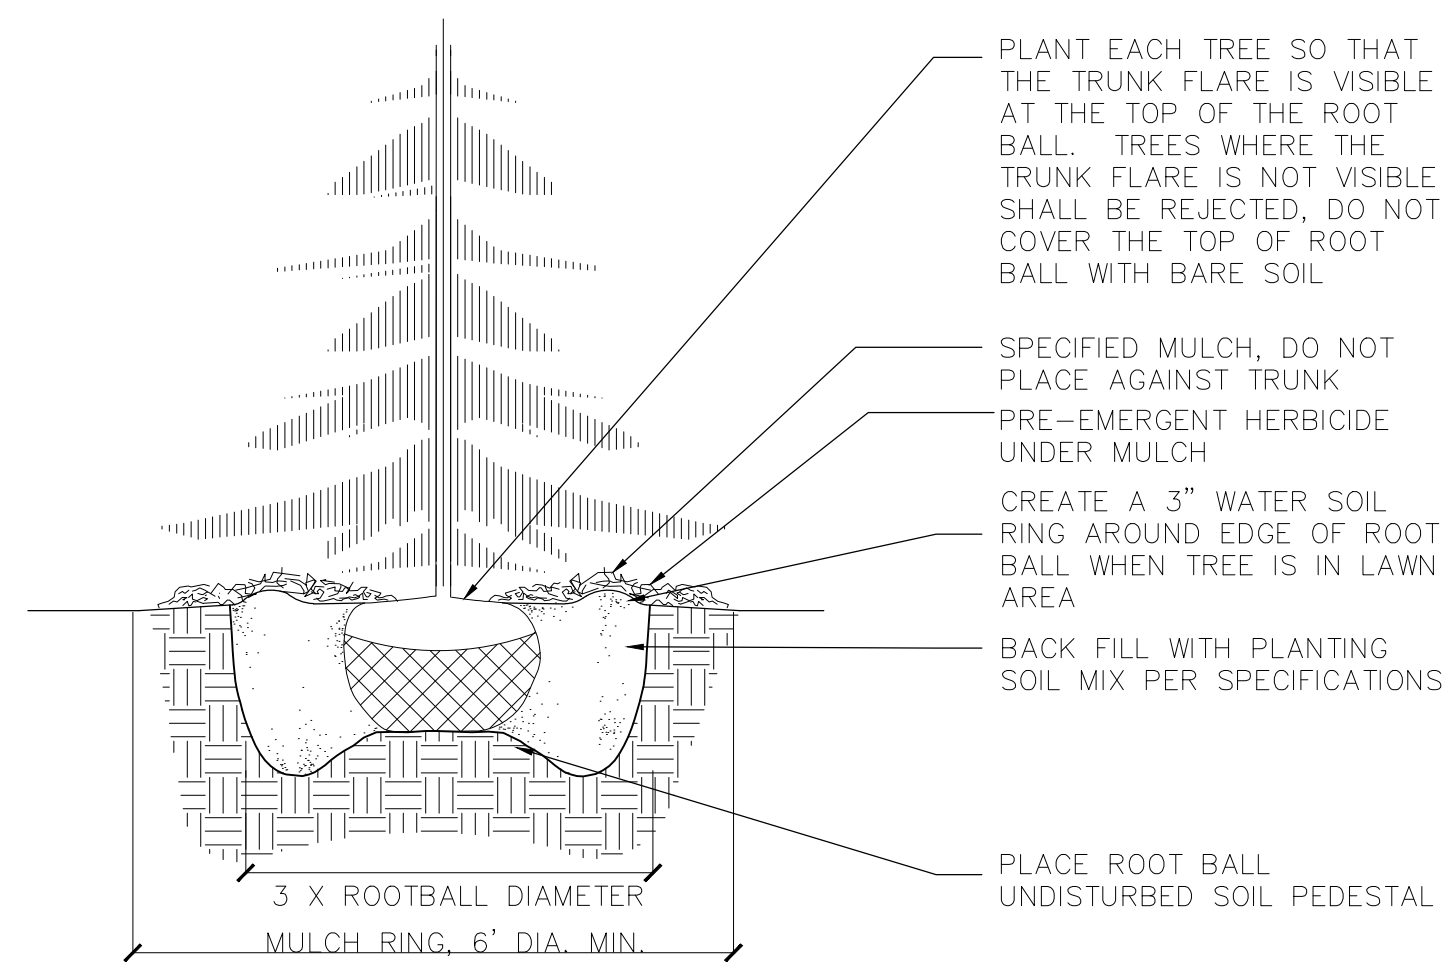 PLANT EACH TREE SO THAT
THE TRUNK FLARE IS VISIBLE
AT THE TOP OF THE ROOT
BALL. TREES WHERE THE
TRUNK FLARE IS NOT VISIBLE
SHALL BE REJECTED, DO NOT
COVER THE TOP OF ROOT
BALL WITH BARE SOIL
SPECIFIED MULCH, DO NOT
PLACE AGAINST TRUNK
PRE-EMERGENT HERBICIDE
UNDER MULCH
CREATE A 3" WATER SOIL
RING AROUND EDGE OF ROOT
BALL WHEN TREE IS IN LAWN
AREA
BACK FILL WITH PLANTING
SOIL MIX PER SPECIFICATIONS
PLACE ROOT BALL
UNDISTURBED SOIL PEDESTAL
3 X ROOTBALL DIAMETER
MULCH RING, 6' DIA. MIN.